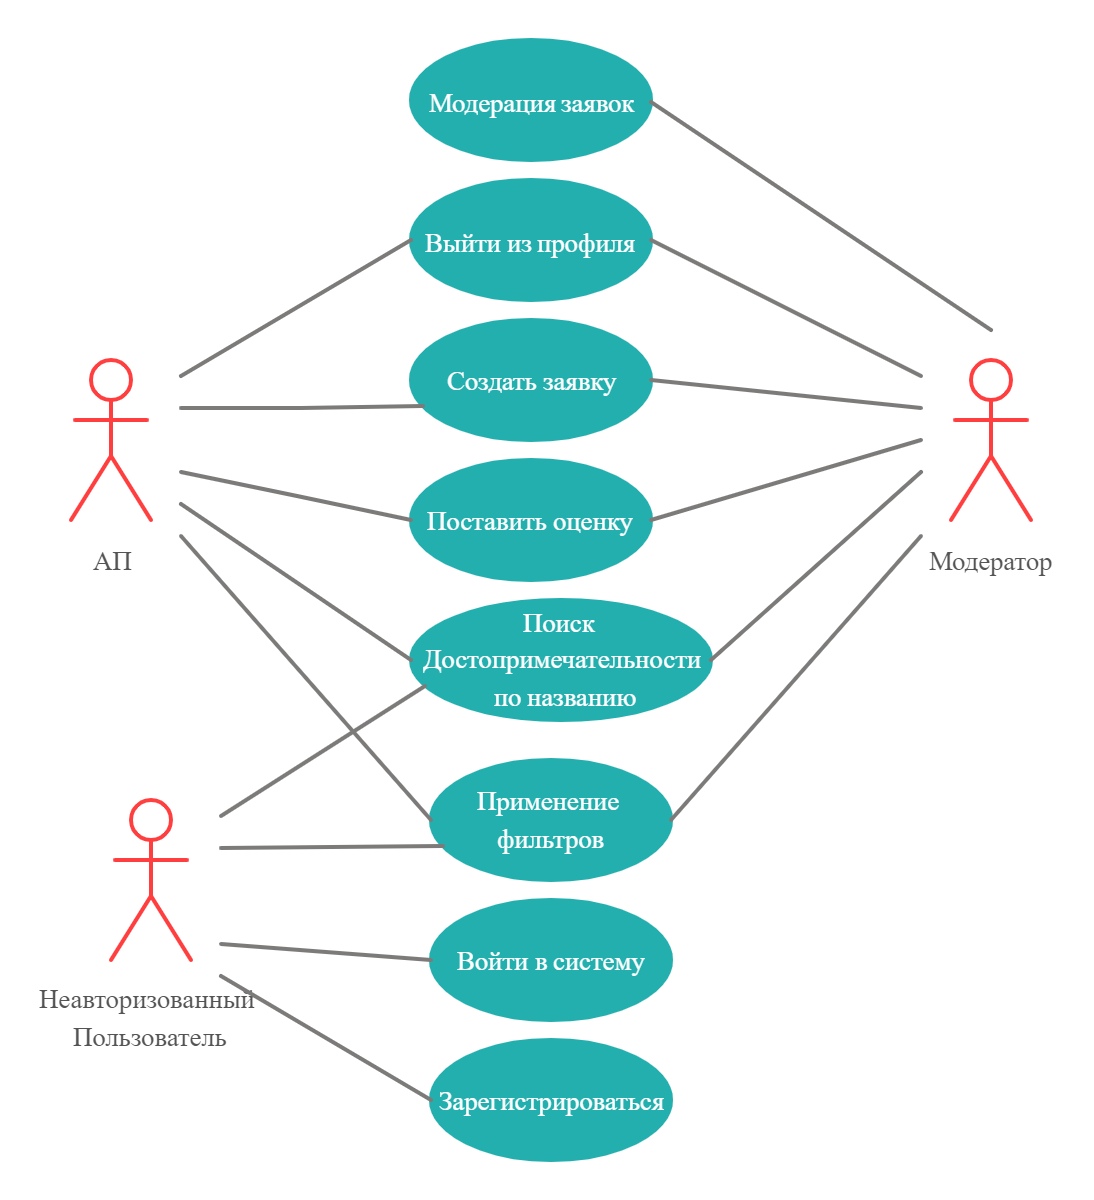 Модерация заявок
Выйти из профиля
Создать заявку
Поставить оценку
АП
Модератор
Поиск
Достопримечательности
по названию
Применение
фильтров
Войти в систему
Неавторизованный
Пользователь
Зарегистрироваться